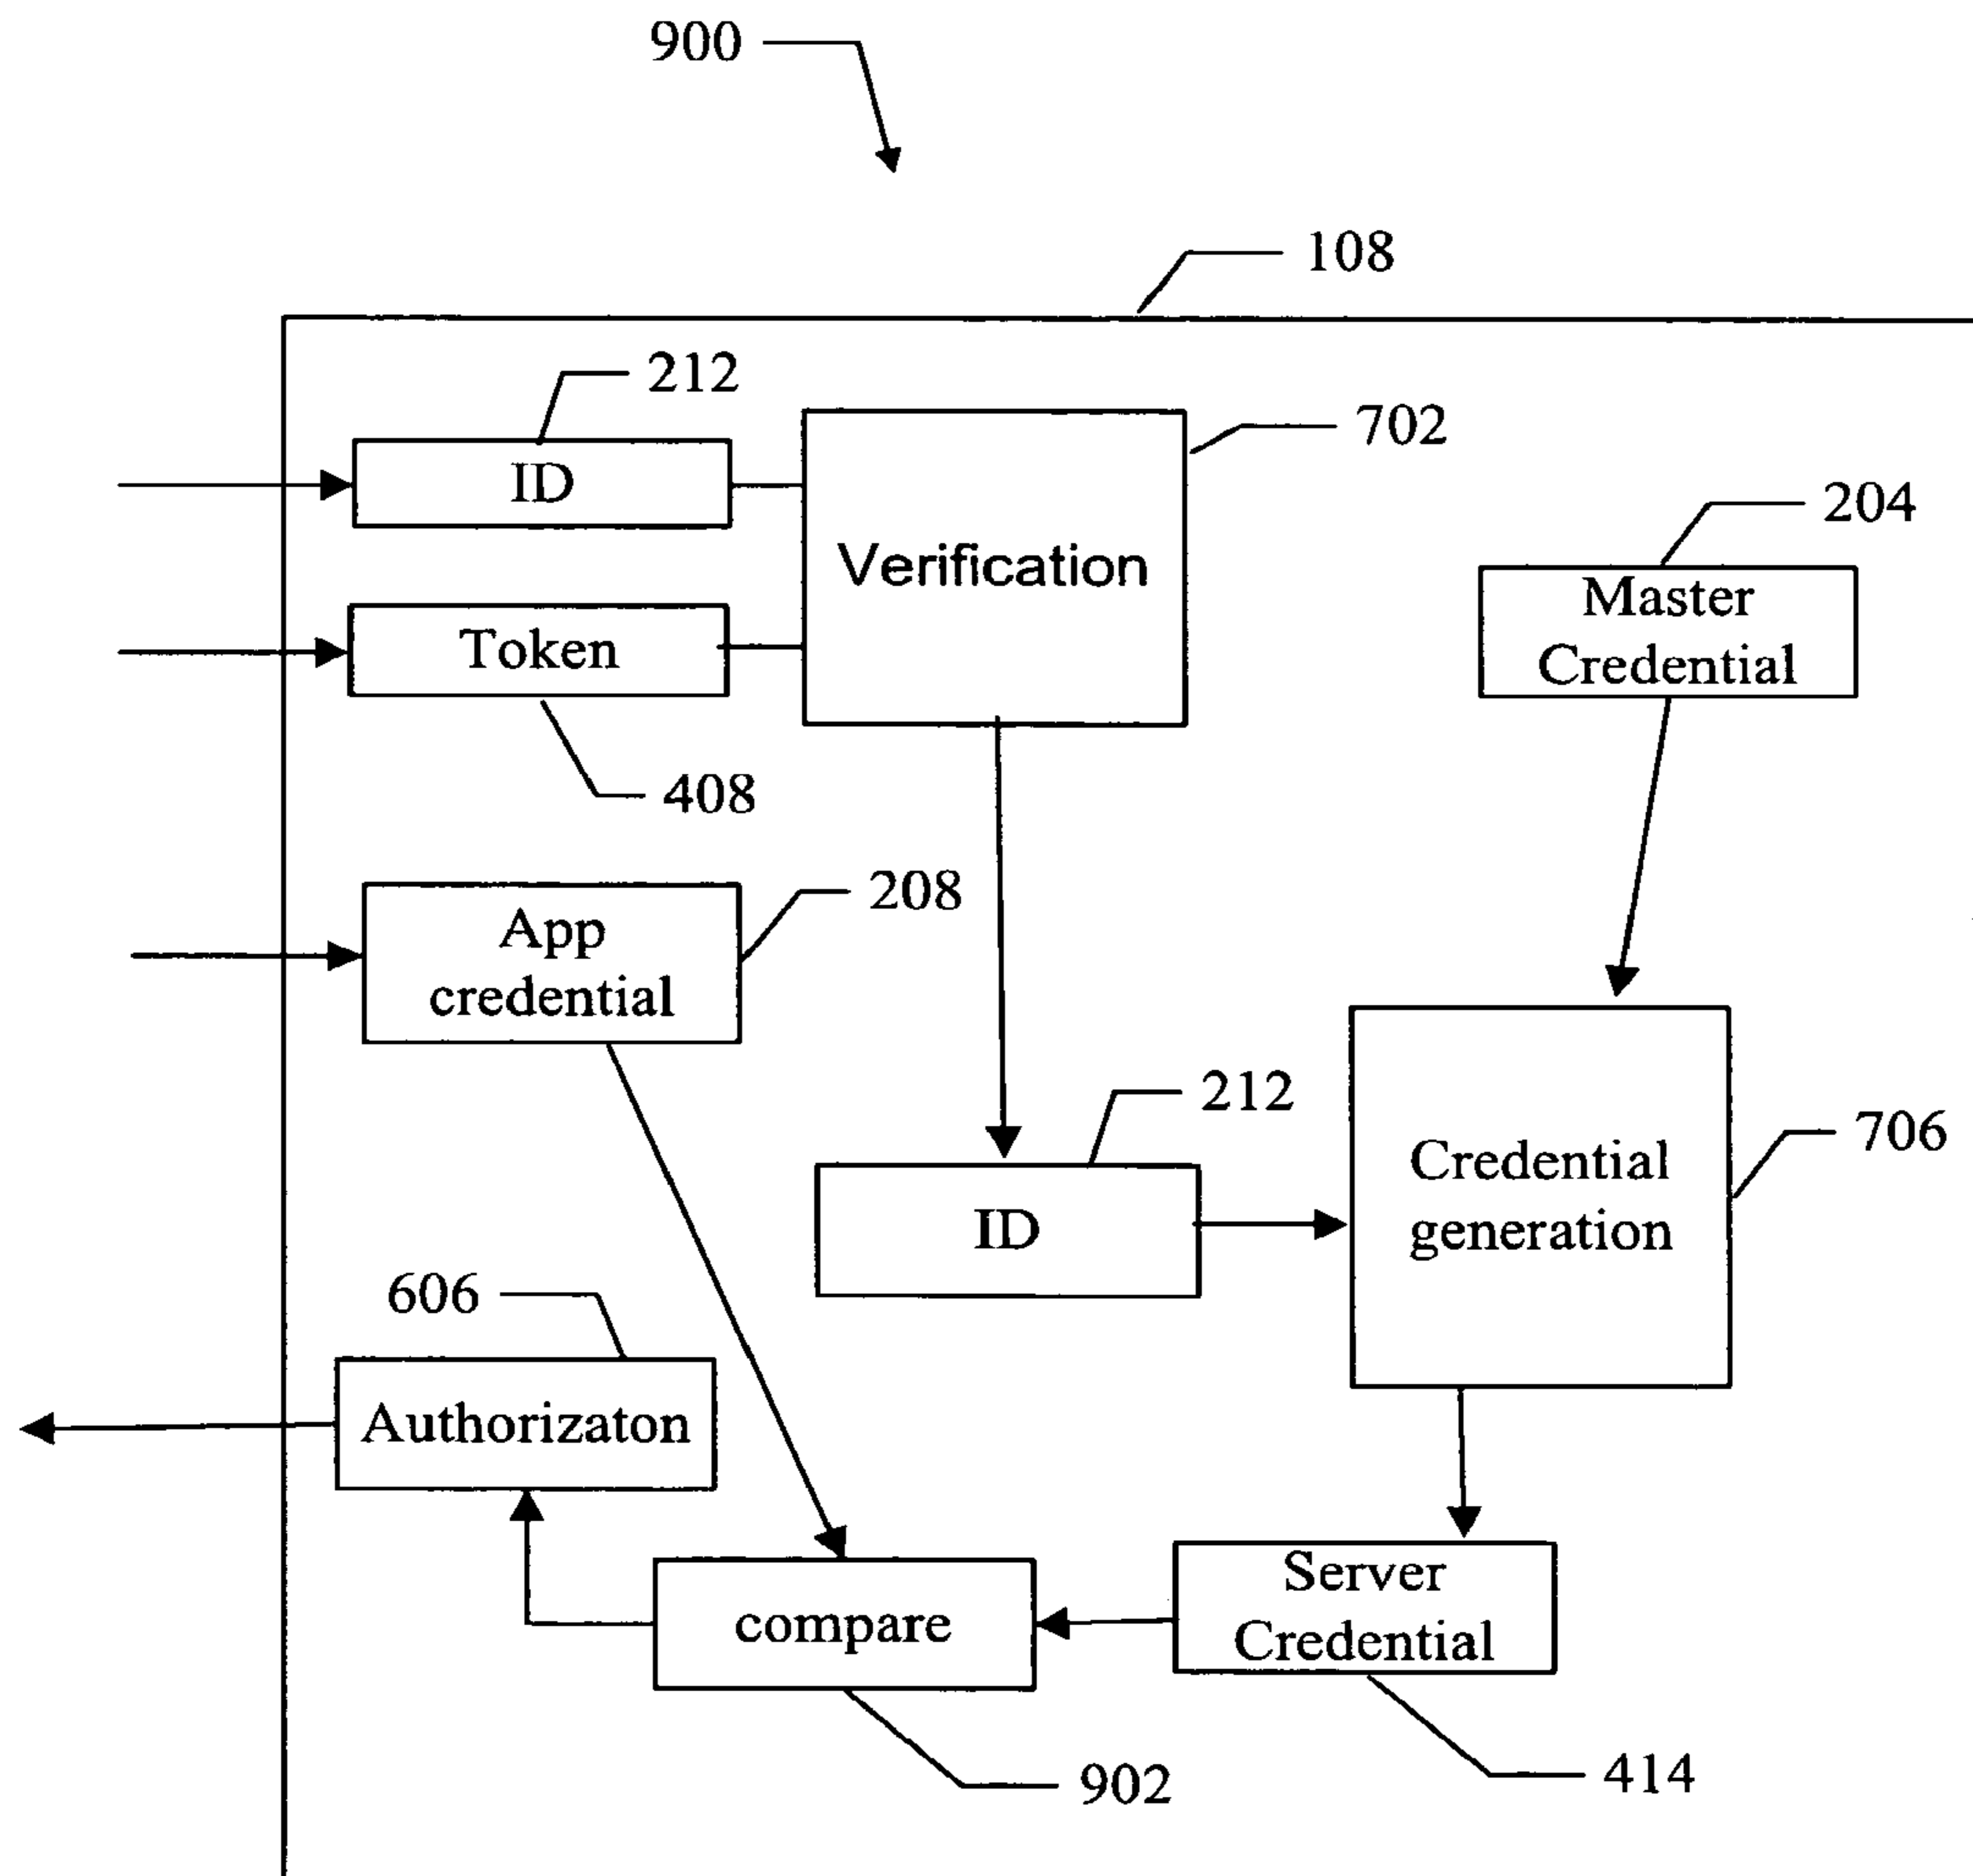 900
108
212
ID
702
Verification
204
Master
Credential
Token
408
App
credential
208
212
ID
Credential
generation
706
606
Authorizaton
compare
Server
Credential
902
414